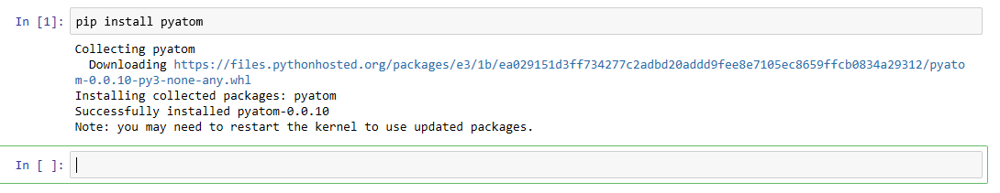 In [1]: pip install pyatom
Collecting pyatom
  Downloading https://files.pythonhosted.org/packages/e3/1b/ea029151d3ff734277c2adbd20addd9fee8e7105ec8659ffcb0834a29312/pyato
m-0.0.10-py3-none-any.whl
Installing collected packages: pyatom
Successfully installed pyatom-0.0.10
Note: you may need to restart the kernel to use updated packages.
In [ ]: